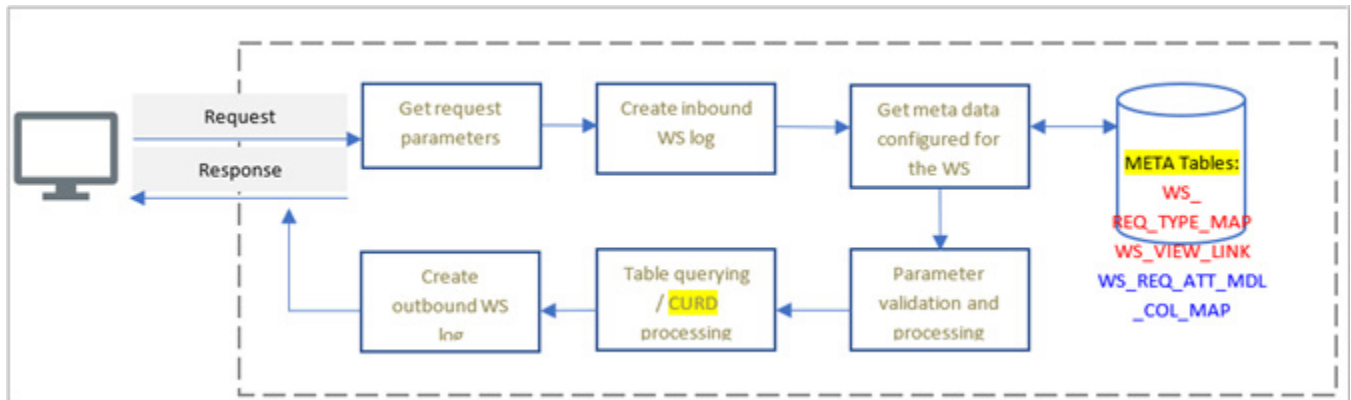 Request
Response
Get request
parameters
Create inbound
WS log
Get meta data
configured for
the WS
META Tables:
WS_
REQ_TYPE_MAP
WS_VIEW_LINK
WS_REQ_ATT_MDL
_COL_MAP
Parameter
validation and
processing
Table querying
/ CURD
processing
Create
outbound WS
log